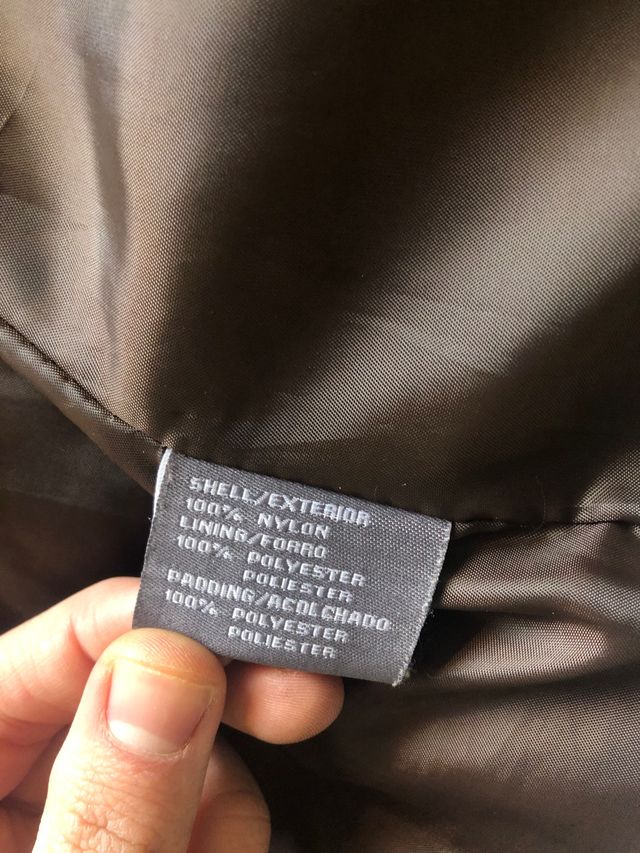 SHELL/EXTERIOR
100% NYLON
LINING/FORRO
100% POLYESTER
POLIESTER
PADDING/ACOLCHADO
100% POLYESTER
POLIESTER